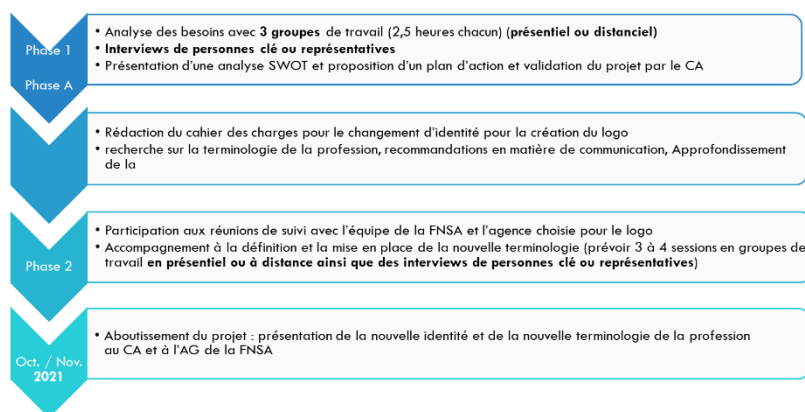 Phase 1
Phase A
• Analyse des besoins avec 3 groupes de travail (2,5 heures chacun) (présentiel ou distanciel)
• Interviews de personnes clé ou représentatives
• Présentation d'une analyse SWOT et proposition d'un plan d'action et validation du projet par le CA
• Rédaction du cahier des charges pour le changement d'identité pour la création du logo
• recherche sur la terminologie de la profession, recommandations en matière de communication, Approfondissement
de la
Phase 2
• Participation aux réunions de suivi avec l'équipe de la FNSA et l'agence choisie pour le logo
• Accompagnement à la définition et la mise en place de la nouvelle terminologie (prévoir 3 à 4 sessions en groupes de
travail en présentiel ou à distance ainsi que des interviews de personnes clé ou représentatives)
Oct. / Nov.
2021
• Aboutissement du projet : présentation de la nouvelle identité et de la nouvelle terminologie de la profession
au CA et à l'AG de la FNSA